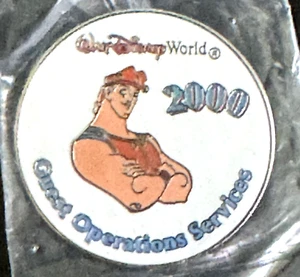 Walt Disney World®
2000
Guest Operations Services